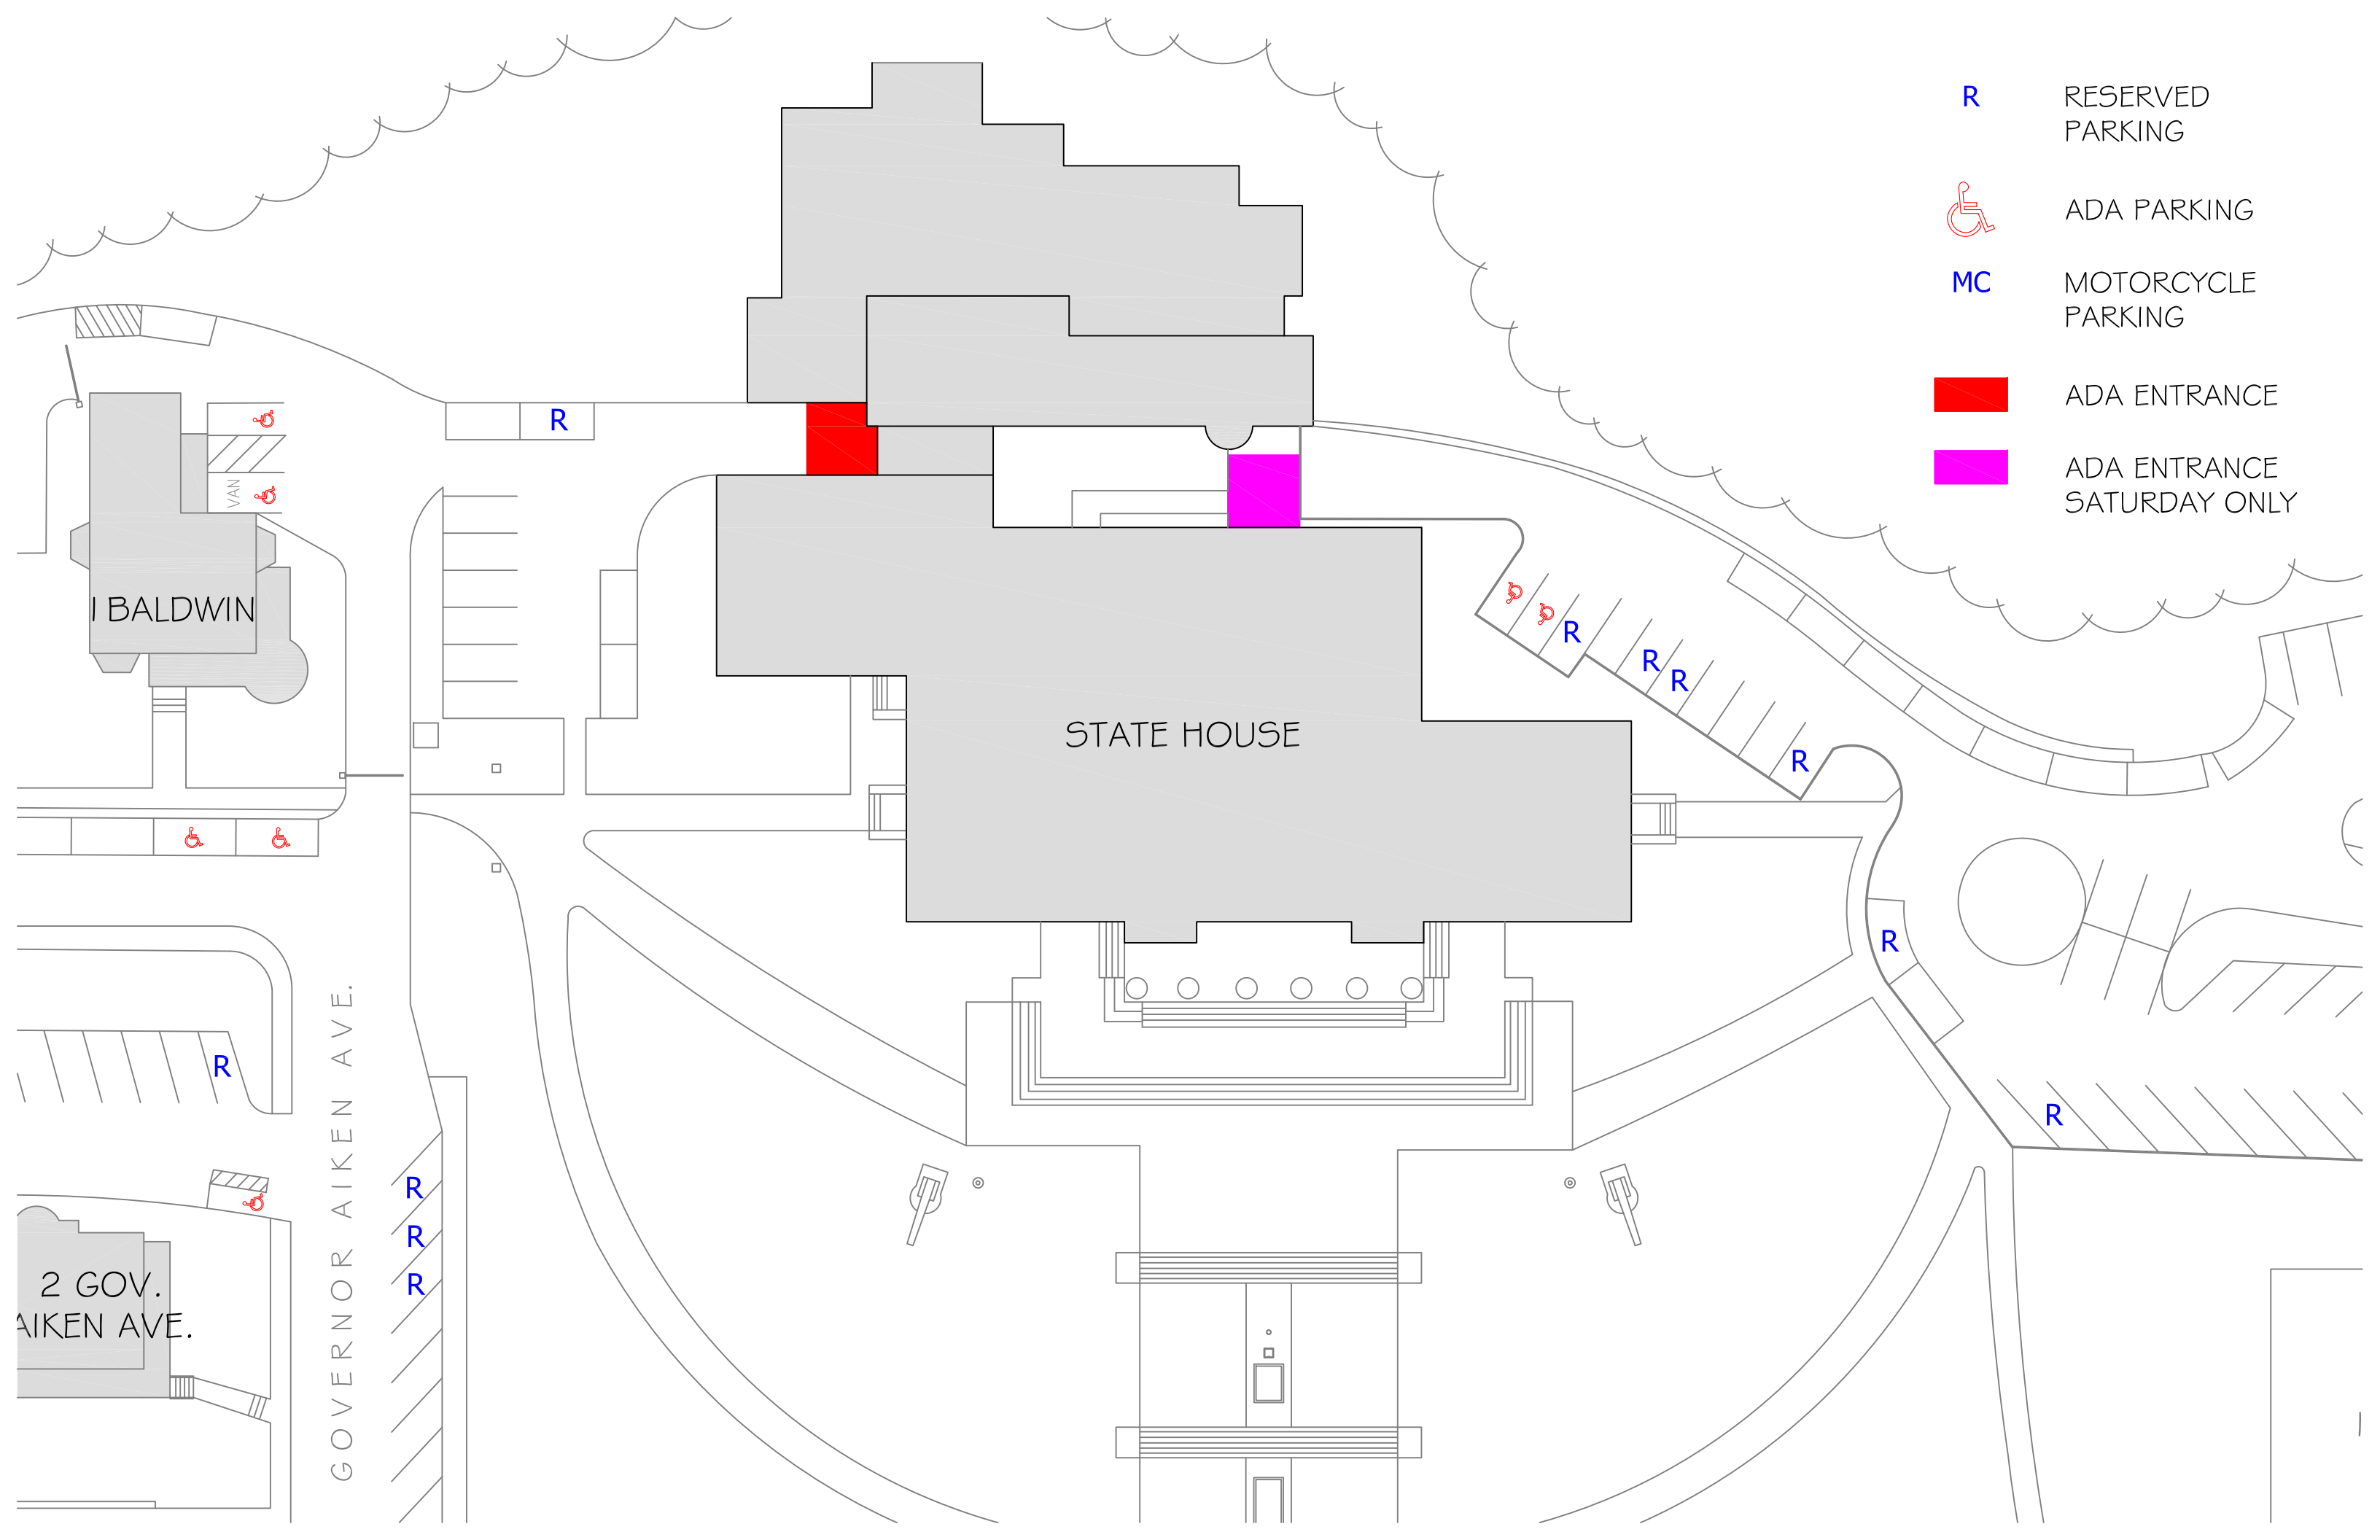 R
RESERVED
PARKING
ADA PARKING
MC
MOTORCYCLE
PARKING
ADA ENTRANCE
ADA ENTRANCE
SATURDAY ONLY
R
VAN
1 BALDWIN
STATE HOUSE
R
R
R
R
R
R
R
GOVERNOR AIKEN AVE.
R
R
R
2 GOV.
AIKEN AVE.